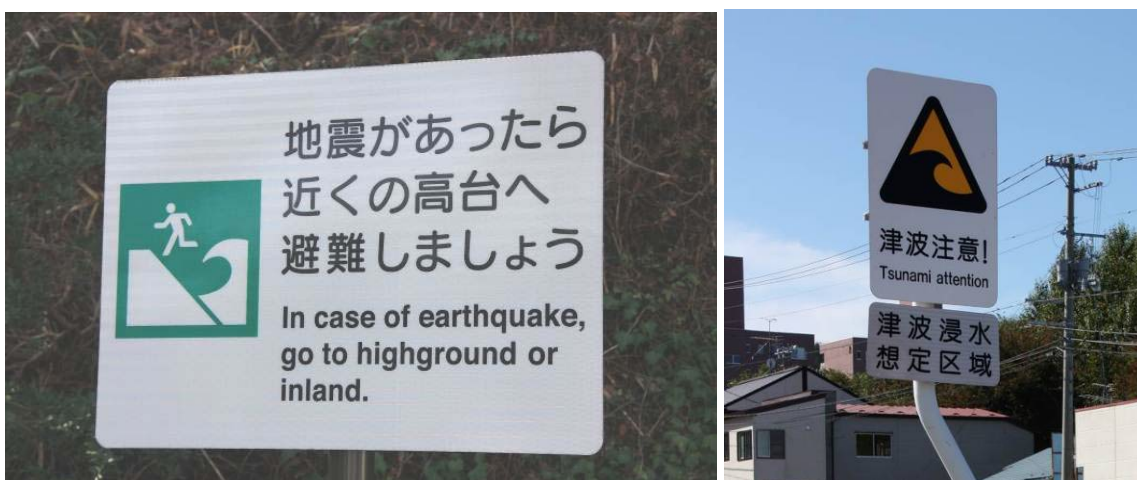 地震があったら
近くの高台へ
避難しましょう
In case of earthquake,
go to highground or
inland.
津波注意!
Tsunami attention
津波浸水
想定区域